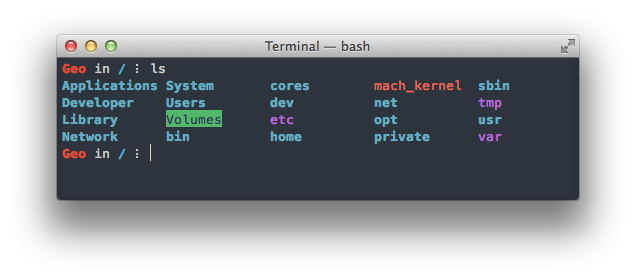 Terminal — bash
Geo in / ⫶ ls
Applications System cores mach_kernel sbin
Developer Users dev net tmp
Library Volumes etc opt usr
Network bin home private var
Geo in / ⫶